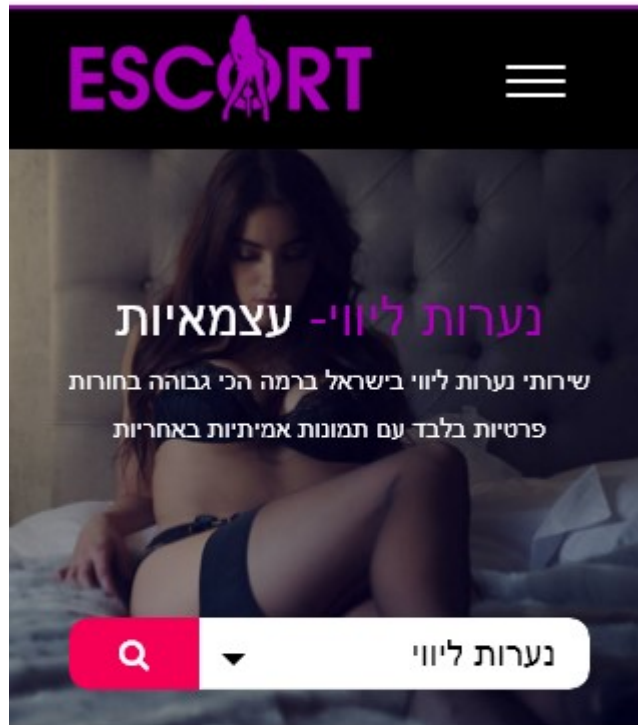 ESCORT
נערות ליווי- עצמאיות
שירותי נערות ליווי בישראל ברמה הכי גבוהה בחורות
פרטיות בלבד עם תמונות אמיתיות באחריות
נערות ליווי